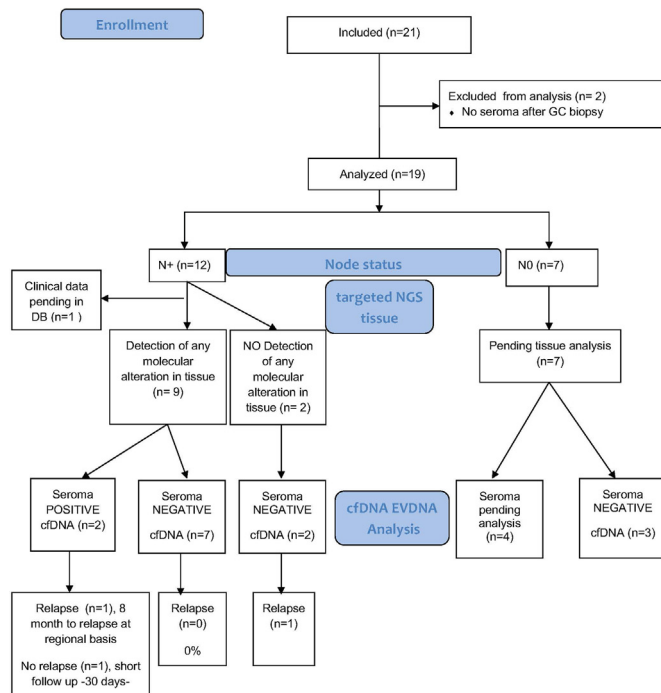 Enrollment
Included (n=21)
Excluded from analysis (n= 2)
♦ No seroma after GC biopsy
Analyzed (n=19)
N+ (n=12)
Node status
N0 (n=7)
Clinical data
pending in
DB (n=1 )
targeted NGS
tissue
Detection of any
molecular
alteration in tissue
(n= 9)
NO Detection
of any
molecular
alteration in
tissue (n= 2)
Pending tissue analysis
(n=7)
Seroma
POSITIVE
cfDNA (n=2)
Seroma
NEGATIVE
cfDNA (n=7)
Seroma
NEGATIVE
cfDNA (n=2)
cfDNA EVDNA
Analysis
Seroma
pending
analysis
(n=4)
Seroma
NEGATIVE
cfDNA (n=3)
Relapse (n=1), 8
month to relapse at
regional basis
No relapse (n=1), short
follow up -30 days-
Relapse
(n=0)
0%
Relapse
(n=1)